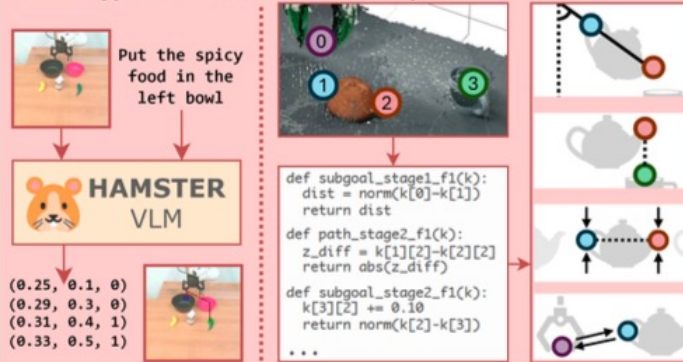 Put the spicy
food in the
left bowl
HAMSTER
VLM
(0.25, 0.1, 0)
(0.29, 0.3, 0)
(0.31, 0.4, 1)
(0.33, 0.5, 1)
0
1
2
3
def subgoal_stage1_f1(k):
dist = norm(k[0]-k[1])
return dist
def path_stage2_f1(k):
z_diff = k[1][2]-k[2][2]
return abs(z_diff)
def subgoal_stage2_f1(k):
k[3][2] += 0.10
return norm(k[2]-k[3])
...